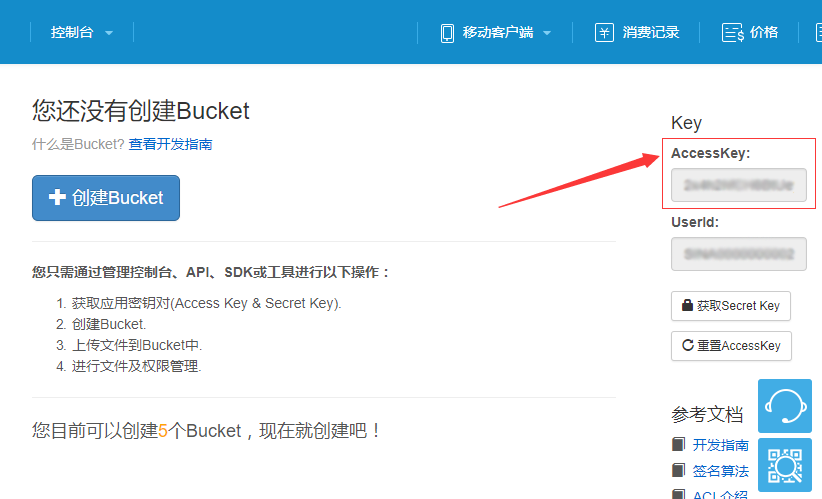 控制台
移动客户端
消费记录
价格
您还没有创建Bucket
什么是Bucket? 查看开发指南
创建Bucket
您只需通过管理控制台、API、SDK或工具进行以下操作：
1. 获取应用密钥对(Access Key & Secret Key).
2. 创建Bucket.
3. 上传文件到Bucket中.
4. 进行文件及权限管理.
您目前可以创建5个Bucket，现在就创建吧！
Key
AccessKey:
UserId:
获取Secret Key
重置AccessKey
参考文档
开发指南
签名算法
ACL介绍